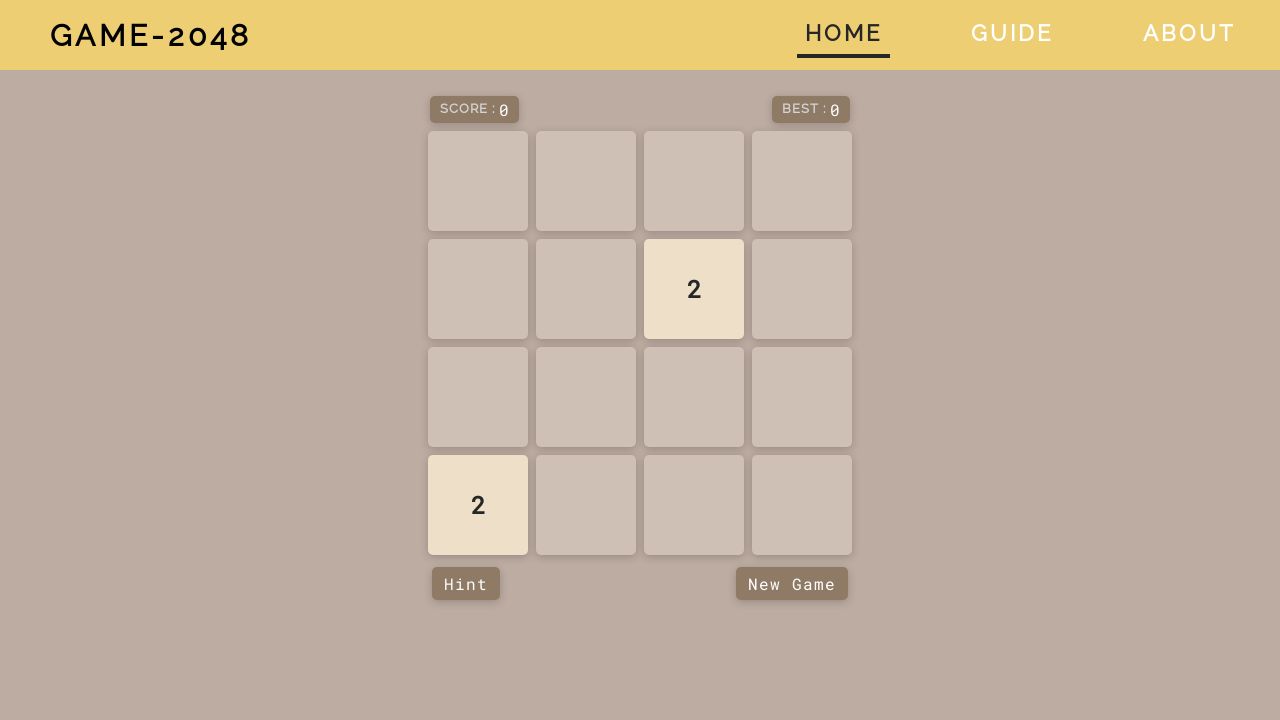 GAME-2048 HOME GUIDE ABOUT
SCORE : 0 BEST : 0
2
2
Hint New Game